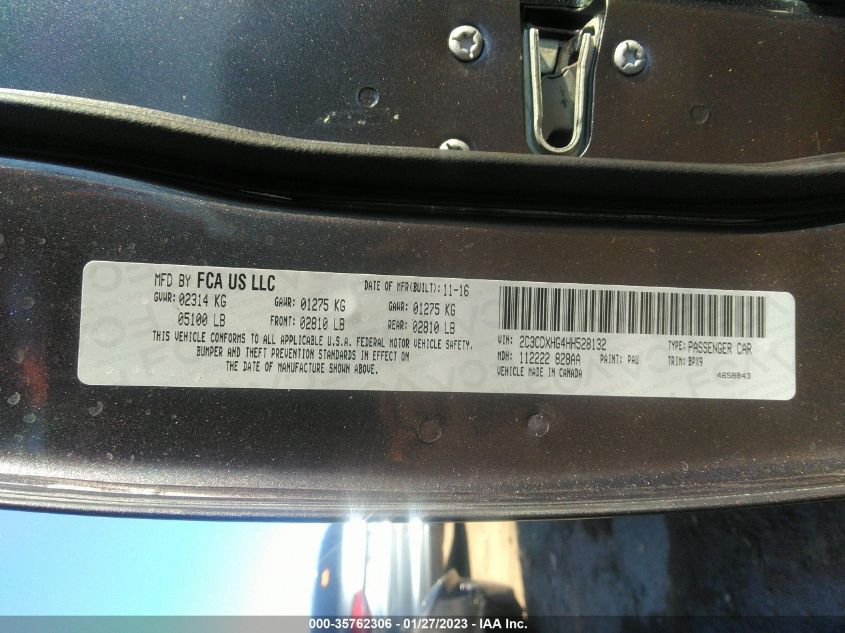 MFD BY FCA US LLC DATE OF MFR(BUILT): 11-16
GVWR: 02314 KG GAWR: 01275 KG GAWR: 01275 KG
05100 LB FRONT: 02810 LB REAR: 02810 LB
THIS VEHICLE CONFORMS TO ALL APPLICABLE U.S.A. FEDERAL MOTOR VEHICLE SAFETY,
BUMPER AND THEFT PREVENTION STANDARDS IN EFFECT ON
THE DATE OF MANUFACTURE SHOWN ABOVE.
VIN: 2C3CDXHG4HH528132 TYPE: PASSENGER CAR
MDH: 112222 828AA PAINT: PAU TRIM: BPX9
VEHICLE MADE IN CANADA 4658843
000-35762306 - 01/27/2023 - IAA Inc.